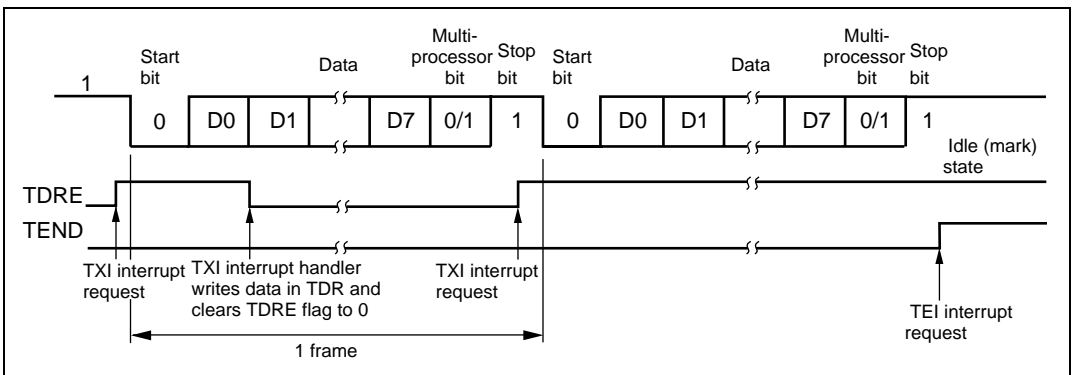 Multi-
processor
bit
Stop
bit
Start
bit
Data
Start
bit
Data
Multi-
processor
bit
Stop
bit
1
0 D0 D1 D7 0/1 1 0 D0 D1 D7 0/1 1
Idle (mark)
state
TDRE
TEND
TXI interrupt
request
TXI interrupt handler
writes data in TDR and
clears TDRE flag to 0
TXI interrupt
request
TEI interrupt
request
1 frame